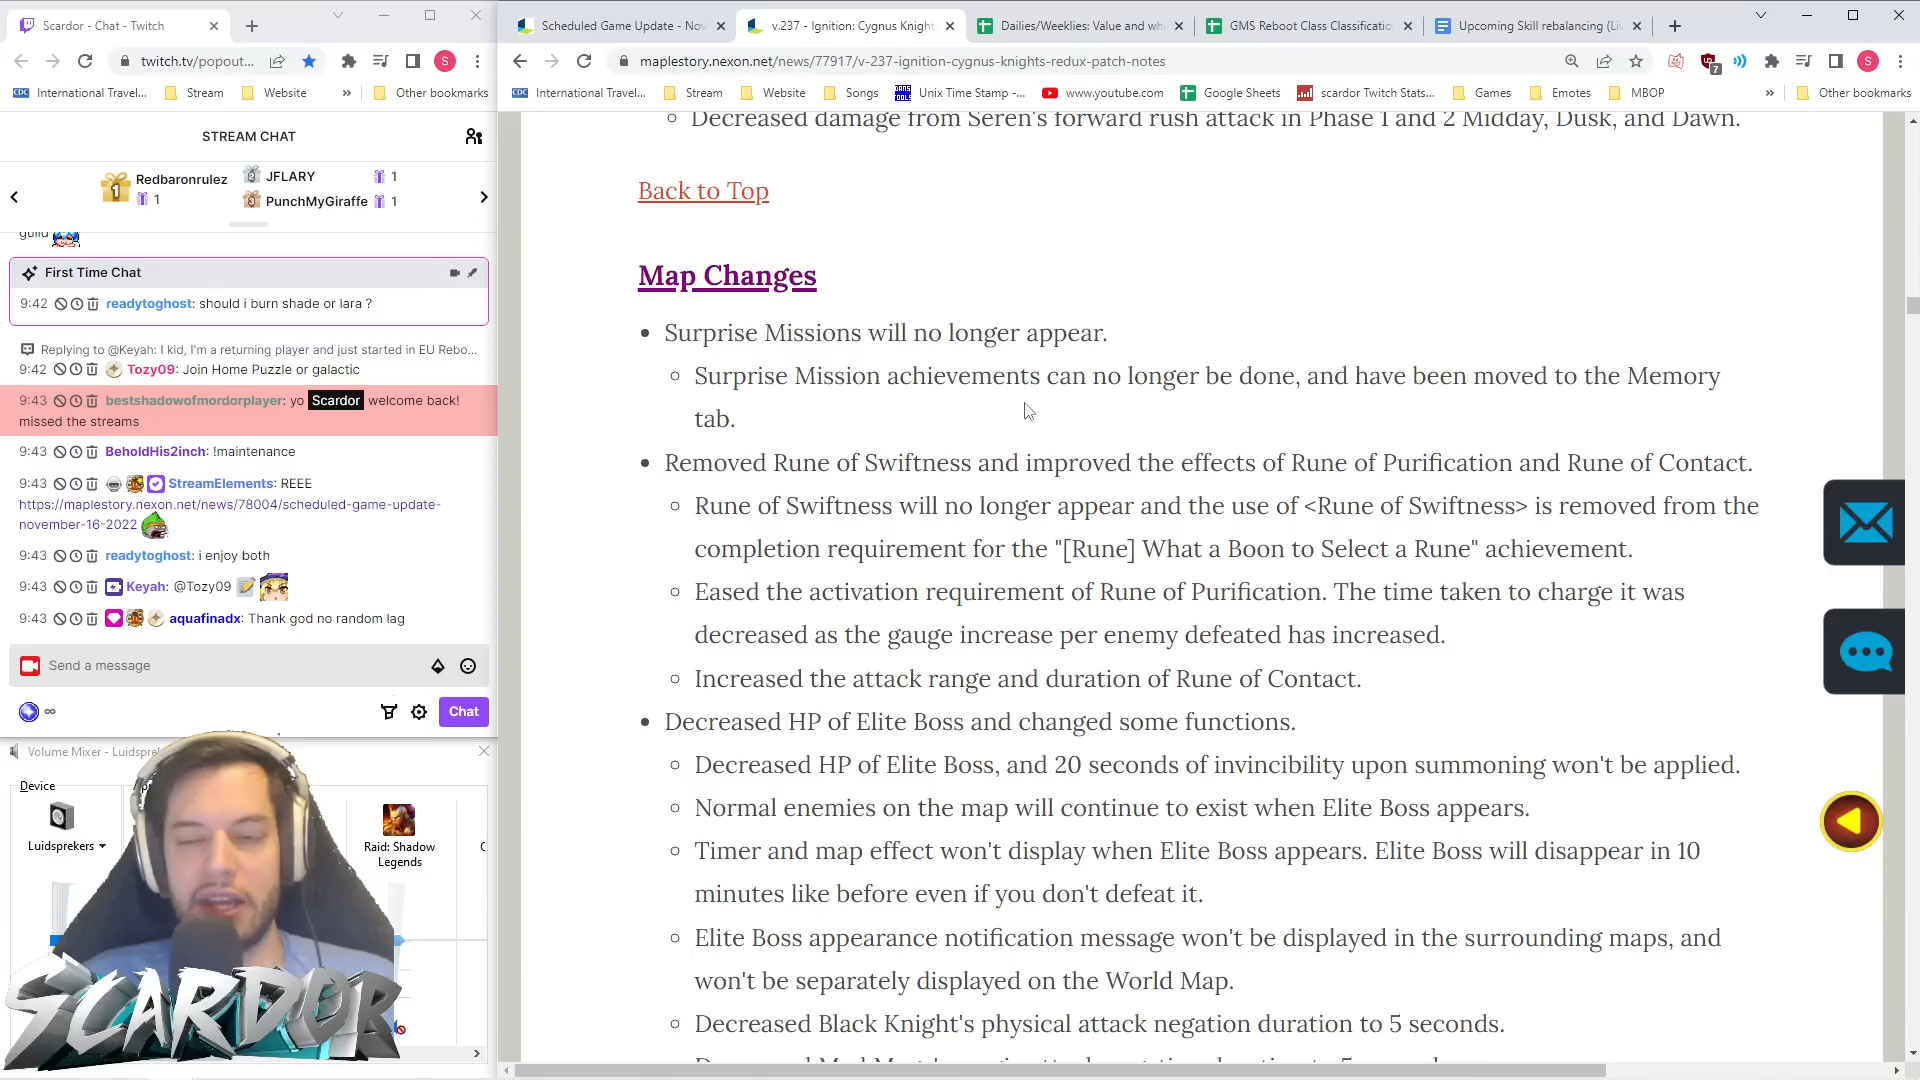 Scardor - Chat - Twitch
Scheduled Game Update - Nov
v.237 - Ignition: Cygnus Knight
Dailies/Weeklies: Value and wh
GMS Reboot Class Classificatio
Upcoming Skill rebalancing (Li
twitch.tv/popout...
maplestory.nexon.net/news/77917/v-237-ignition-cygnus-knights-redux-patch-notes
International Travel...
Stream
Website
»
Other bookmarks
International Travel...
Stream
Website
Songs
Unix Time Stamp -...
www.youtube.com
Google Sheets
scardor Twitch Stats...
Games
Emotes
MBOP
»
Other bookmarks
STREAM CHAT
Redbaronrulez
1
JFLARY 1
PunchMyGiraffe 1
guild
First Time Chat
9:42 readytoghost: should i burn shade or lara ?
Replying to @Keyah: I kid, I'm a returning player and just started in EU Rebo...
9:42 Tozy09: Join Home Puzzle or galactic
9:43 bestshadowofmordorplayer: yo Scardor welcome back!
missed the streams
9:43 BeholdHis2inch: !maintenance
9:43 StreamElements: REEE
https://maplestory.nexon.net/news/78004/scheduled-game-update-
november-16-2022
9:43 readytoghost: i enjoy both
9:43 Keyah: @Tozy09
9:43 aquafinadx: Thank god no random lag
Send a message
∞
Chat
Volume Mixer - Luidspre
Device
Luidsprekers
Raid: Shadow
Legends
SCARDOR
Decreased damage from Seren's forward rush attack in Phase 1 and 2 Midday, Dusk, and Dawn.
Back to Top
Map Changes
• Surprise Missions will no longer appear.
○ Surprise Mission achievements can no longer be done, and have been moved to the Memory
tab.
• Removed Rune of Swiftness and improved the effects of Rune of Purification and Rune of Contact.
○ Rune of Swiftness will no longer appear and the use of <Rune of Swiftness> is removed from the
completion requirement for the "[Rune] What a Boon to Select a Rune" achievement.
○ Eased the activation requirement of Rune of Purification. The time taken to charge it was
decreased as the gauge increase per enemy defeated has increased.
○ Increased the attack range and duration of Rune of Contact.
• Decreased HP of Elite Boss and changed some functions.
○ Decreased HP of Elite Boss, and 20 seconds of invincibility upon summoning won't be applied.
○ Normal enemies on the map will continue to exist when Elite Boss appears.
○ Timer and map effect won't display when Elite Boss appears. Elite Boss will disappear in 10
minutes like before even if you don't defeat it.
○ Elite Boss appearance notification message won't be displayed in the surrounding maps, and
won't be separately displayed on the World Map.
○ Decreased Black Knight's physical attack negation duration to 5 seconds.